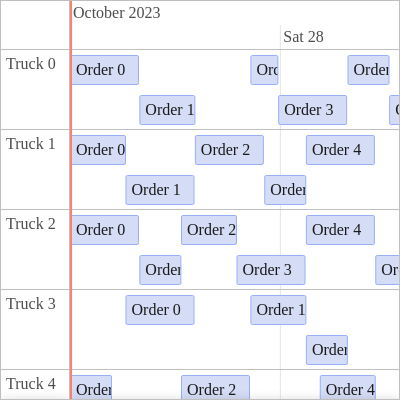 October 2023
Sat 28
Truck 0
Order 0
Order
Order 1
Order 3
Truck 1
Order 0
Order 2
Order 4
Order 1
Order
Truck 2
Order 0
Order 2
Order 4
Order
Order 3
Truck 3
Order 0
Order 1
Order
Truck 4
Order
Order 2
Order 4